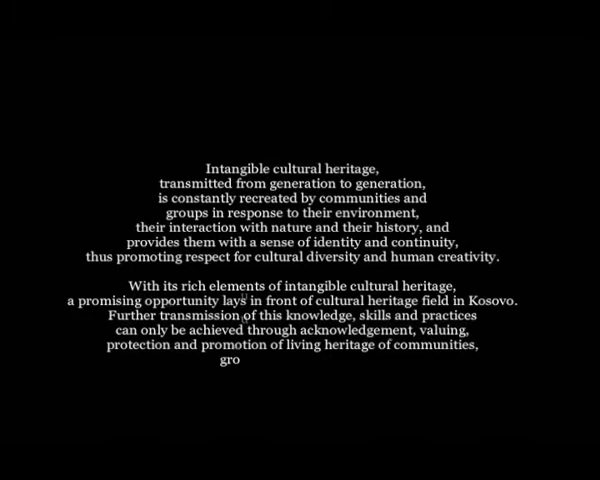 Intangible cultural heritage,
transmitted from generation to generation,
is constantly recreated by communities and
groups in response to their environment,
their interaction with nature and their history, and
provides them with a sense of identity and continuity,
thus promoting respect for cultural diversity and human creativity.
With its rich elements of intangible cultural heritage,
a promising opportunity lays in front of cultural heritage field in Kosovo.
Further transmission of this knowledge, skills and practices
can only be achieved through acknowledgement, valuing,
protection and promotion of living heritage of communities,
gro